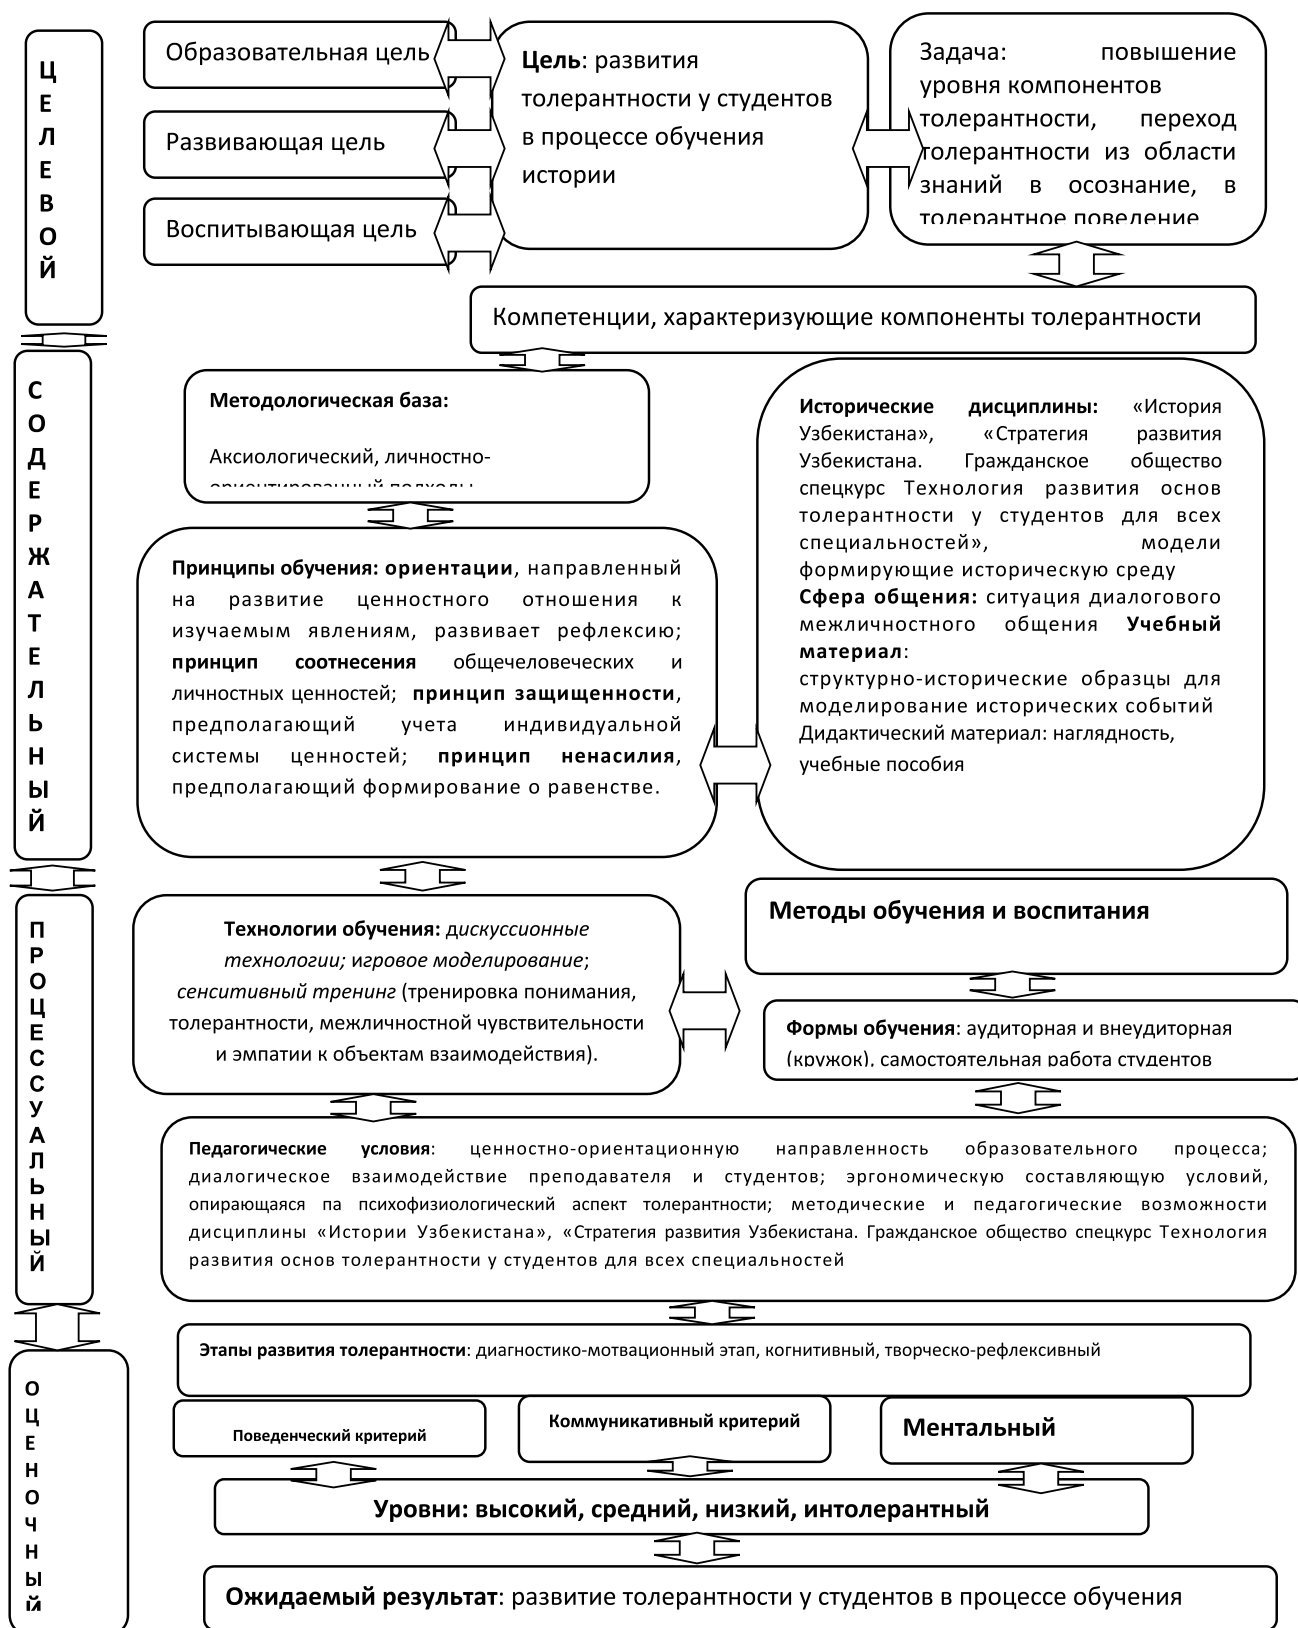 ЦЕЛЕВОЙ
Образовательная цель
Развивающая цель
Воспитывающая цель
Цель: развития
толерантности у студентов
в процессе обучения
истории
Задача: повышение
уровня компонентов
толерантности, переход
толерантности из области
знаний в осознание, в
толерантное поведение
Компетенции, характеризующие компоненты толерантности
СОДЕРЖАТЕЛЬНЫЙ
Методологическая база:
Аксиологический, личностно-
ориентированный подходы
Принципы обучения: ориентации, направленный
на развитие ценностного отношения к
изучаемым явлениям, развивает рефлексию;
принцип соотнесения общечеловеческих и
личностных ценностей; принцип защищенности,
предполагающий учета индивидуальной
системы ценностей; принцип ненасилия,
предполагающий формирование о равенстве.
Исторические дисциплины: «История
Узбекистана», «Стратегия развития
Узбекистана. Гражданское общество
спецкурс Технология развития основ
толерантности у студентов для всех
специальностей», модели
формирующие историческую среду
Сфера общения: ситуация диалогового
межличностного общения Учебный
материал:
структурно-исторические образцы для
моделирование исторических событий
Дидактический материал: наглядность,
учебные пособия
ПРОЦЕССУАЛЬНЫЙ
Технологии обучения: дискуссионные
технологии; игровое моделирование;
сенситивный тренинг (тренировка понимания,
толерантности, межличностной чувствительности
и эмпатии к объектам взаимодействия).
Методы обучения и воспитания
Формы обучения: аудиторная и внеудиторная
(кружок), самостоятельная работа студентов
Педагогические условия: ценностно-ориентационную направленность образовательного процесса;
диалогическое взаимодействие преподавателя и студентов; эргономическую составляющую условий,
опирающаяся па психофизиологический аспект толерантности; методические и педагогические возможности
дисциплины «Истории Узбекистана», «Стратегия развития Узбекистана. Гражданское общество спецкурс Технология
развития основ толерантности у студентов для всех специальностей
ОЦЕНОЧНЫЙ
Этапы развития толерантности: диагностико-мотвационный этап, когнитивный, творческо-рефлексивный
Поведенческий критерий
Коммуникативный критерий
Ментальный
Уровни: высокий, средний, низкий, интолерантный
Ожидаемый результат: развитие толерантности у студентов в процессе обучения